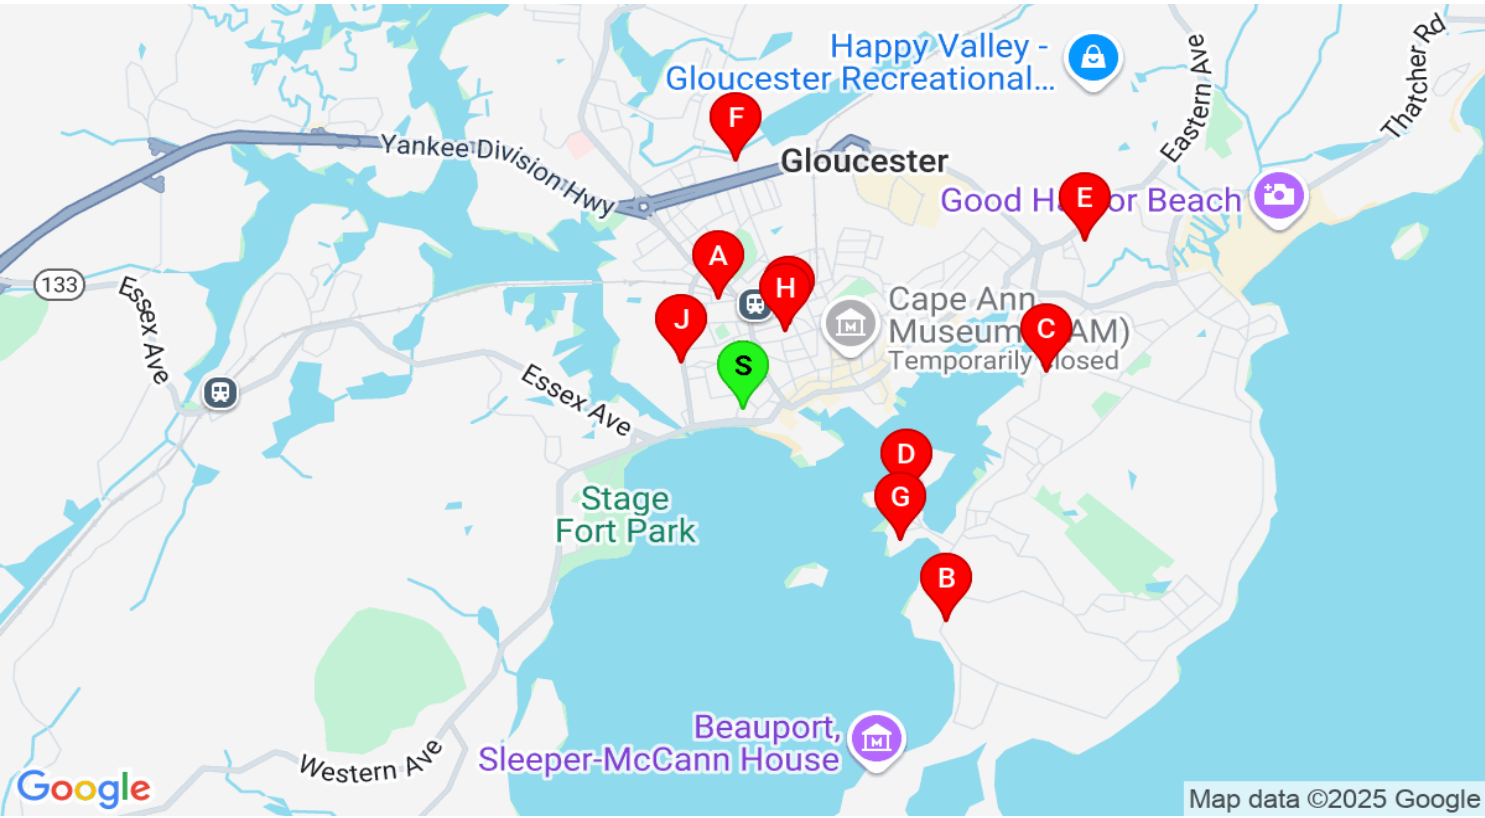 Happy Valley -
Gloucester Recreational...
Eastern Ave
Thatcher Rd
F
Yankee Division Hwy
Gloucester
E
Good Ha or Beach
A
133
Essex Ave
H
Cape Ann
Museum AM)
Temporarily osed
J
C
S
Essex Ave
D
G
Stage
Fort Park
B
Beauport,
Sleeper-McCann House
Western Ave
Google
Map data ©2025 Google